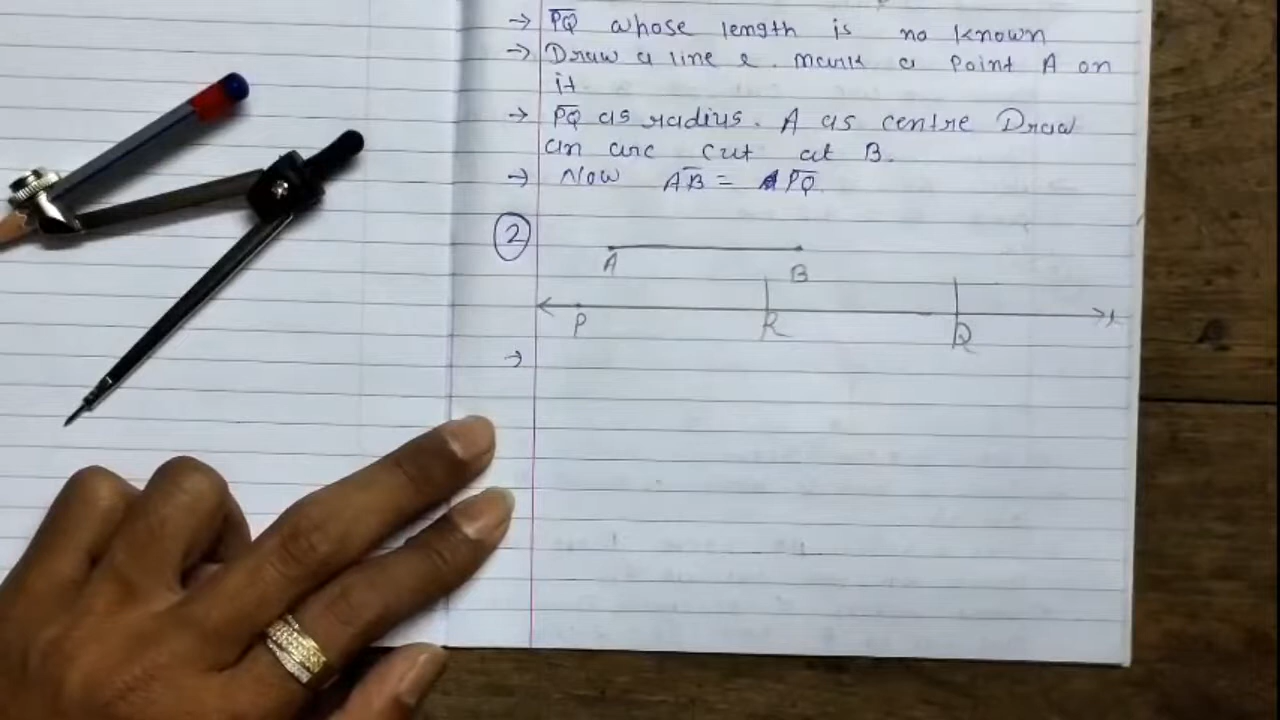 → PQ whose length is no known
→ Draw a line l. mark a point A on
it
→ PQ as radius. A as centre Draw
an arc cut at B.
→ Now AB = PQ.
2
A B
P R Q l
→